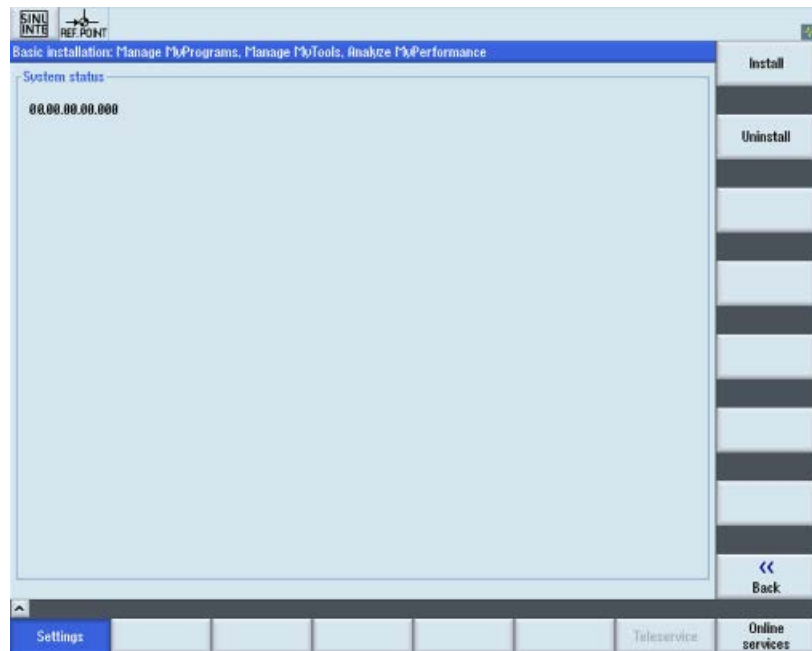 SINU
INTE
REF.POINT
Basic installation: Manage MyPrograms, Manage MyTools, Analyze MyPerformance
Install
System status
00.00.00.00.000
Uninstall
<<
Back
Settings
Teleservice
Online
services